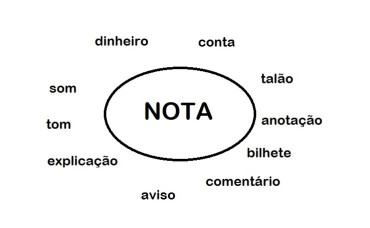 dinheiro
conta
som
talão
NOTA
tom
anotação
explicação
bilhete
comentário
aviso